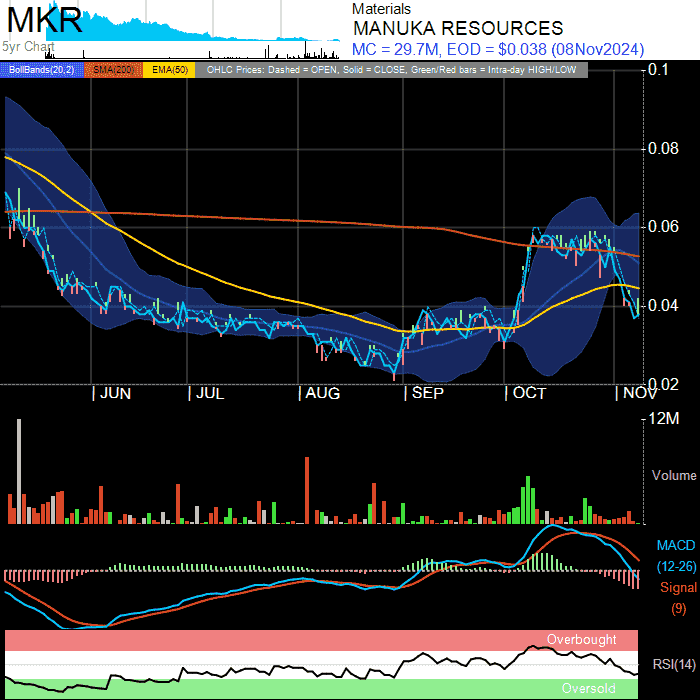 MKR
5yr Chart
Materials
MANUKA RESOURCES
MC = 29.7M, EOD = $0.038 (08Nov2024)
BollBands(20,2) SMA(200) EMA(50) OHLC Prices: Dashed = OPEN, Solid = CLOSE, Green/Red bars = Intra-day HIGH/LOW
0.1
0.08
0.06
0.04
0.02
| JUN | JUL | AUG | SEP | OCT | NOV
12M
Volume
MACD
(12-26)
Signal
(9)
Overbought
RSI(14)
Oversold